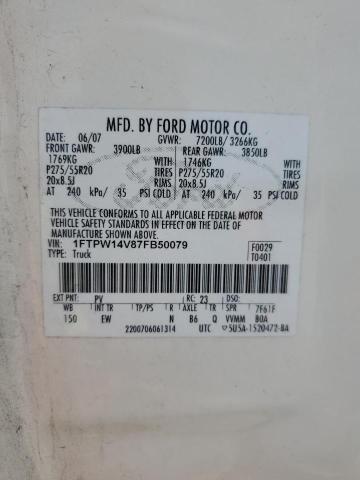 MFD. BY FORD MOTOR CO.
DATE: 06/07 GVWR: 7200LB/ 3266KG
FRONT GAWR: 3900LB REAR GAWR: 3850LB
1769KG WITH 1746KG WITH
P275/55R20 TIRES P275/55R20 TIRES
20x8.5J RIMS 20x8.5J RIMS
AT 240 kPa/ 35 PSI COLD AT 240 kPa/ 35 PSI COLD
THIS VEHICLE CONFORMS TO ALL APPLICABLE FEDERAL MOTOR
VEHICLE SAFETY STANDARDS IN EFFECT ON THE DATE OF
MANUFACTURE SHOWN ABOVE.
VIN: 1FTPW14V87FB50079 F0029
TYPE: Truck T0401
EXT PNT: PV RC: 23 DSO:
WB INT TR TP/PS R AXLE TR SPR 7F61F
150 EW N B6 Q VVMM BOA
2200706061314 UTC 5U5A-1520472-BA